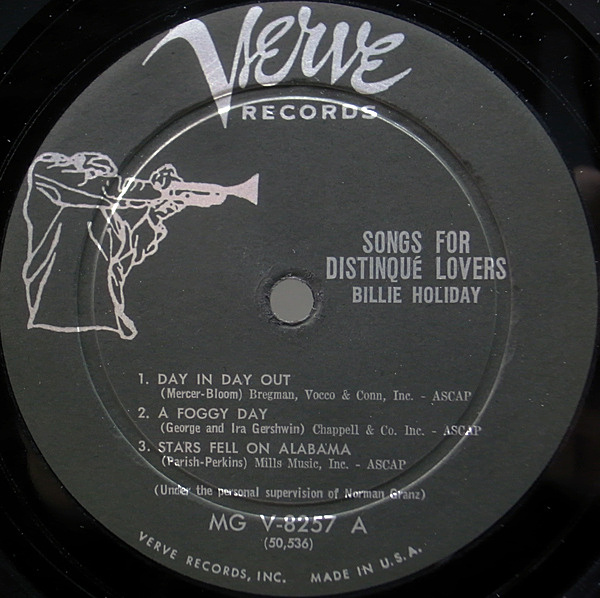 Verve
RECORDS
SONGS FOR
DISTINQUÉ LOVERS
BILLIE HOLIDAY
1. DAY IN DAY OUT
(Mercer-Bloom) Bregman, Vocco & Conn, Inc. - ASCAP
2. A FOGGY DAY
(George and Ira Gershwin) Chappell & Co. Inc. - ASCAP
3. STARS FELL ON ALABAMA
(Parish-Perkins) Mills Music, Inc. - ASCAP
(Under the personal supervision of Norman Granz)
MG V-8257 A
(50,536)
VERVE RECORDS, INC. MADE IN U.S.A.